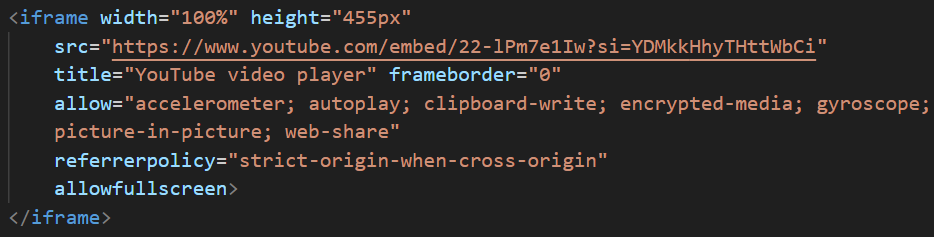 <iframe width="100%" height="455px"
src="https://www.youtube.com/embed/22-lPm7e1Iw?si=YDMkkHhyTHttWbCi"
title="YouTube video player" frameborder="0"
allow="accelerometer; autoplay; clipboard-write; encrypted-media; gyroscope;
picture-in-picture; web-share"
referrerpolicy="strict-origin-when-cross-origin"
allowfullscreen>
</iframe>